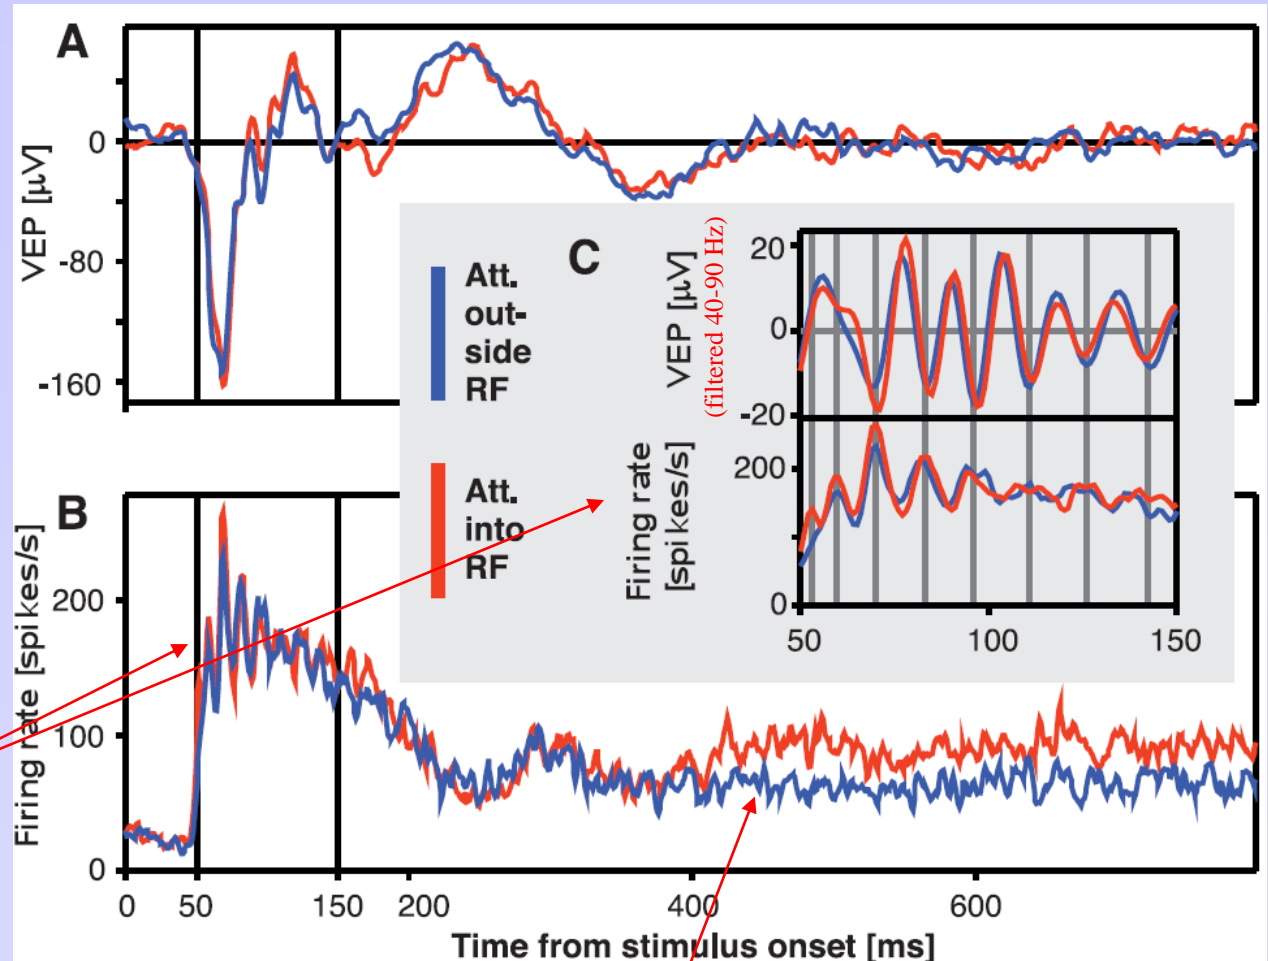 A
0
-80
-160
VEP [µV]
C
Att.
out-
side
RF
Att.
into
RF
20
0
-20
VEP [µV]
(filtered 40-90 Hz)
200
0
Firing rate
[spikes/s]
50 100 150
B
200
100
0
Firing rate [spikes/s]
0 50 150 200 400 600
Time from stimulus onset [ms]